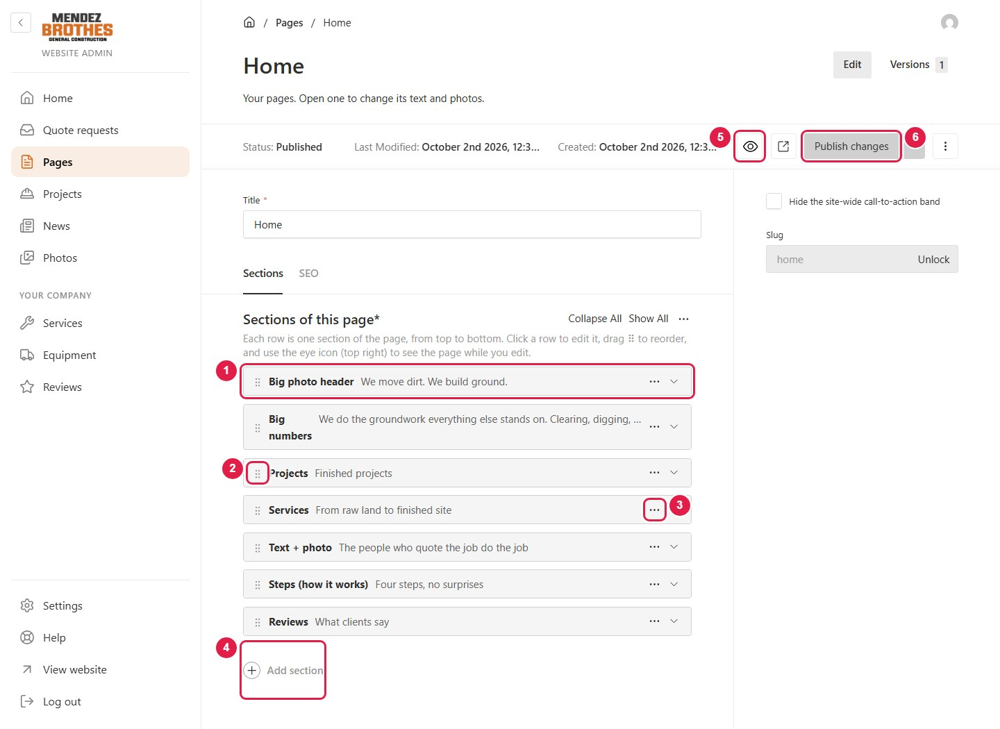 MENDEZ
BROTHES
GENERAL CONSTRUCTION
WEBSITE ADMIN
Home
Quote requests
Pages
Projects
News
Photos
YOUR COMPANY
Services
Equipment
Reviews
Settings
Help
View website
Log out
/ Pages / Home
Home
Edit
Versions 1
Your pages. Open one to change its text and photos.
Status: Published
Last Modified: October 2nd 2026, 12:3...
Created: October 2nd 2026, 12:3...
5
Publish changes
6
Title *
Home
Sections
SEO
Hide the site-wide call-to-action band
Slug
home
Unlock
Sections of this page*
Collapse All
Show All
Each row is one section of the page, from top to bottom. Click a row to edit it, drag ⠿ to reorder,
and use the eye icon (top right) to see the page while you edit.
1
Big photo header We move dirt. We build ground.
Big numbers We do the groundwork everything else stands on. Clearing, digging, ...
2
Projects Finished projects
Services From raw land to finished site
3
Text + photo The people who quote the job do the job
Steps (how it works) Four steps, no surprises
Reviews What clients say
4
Add section